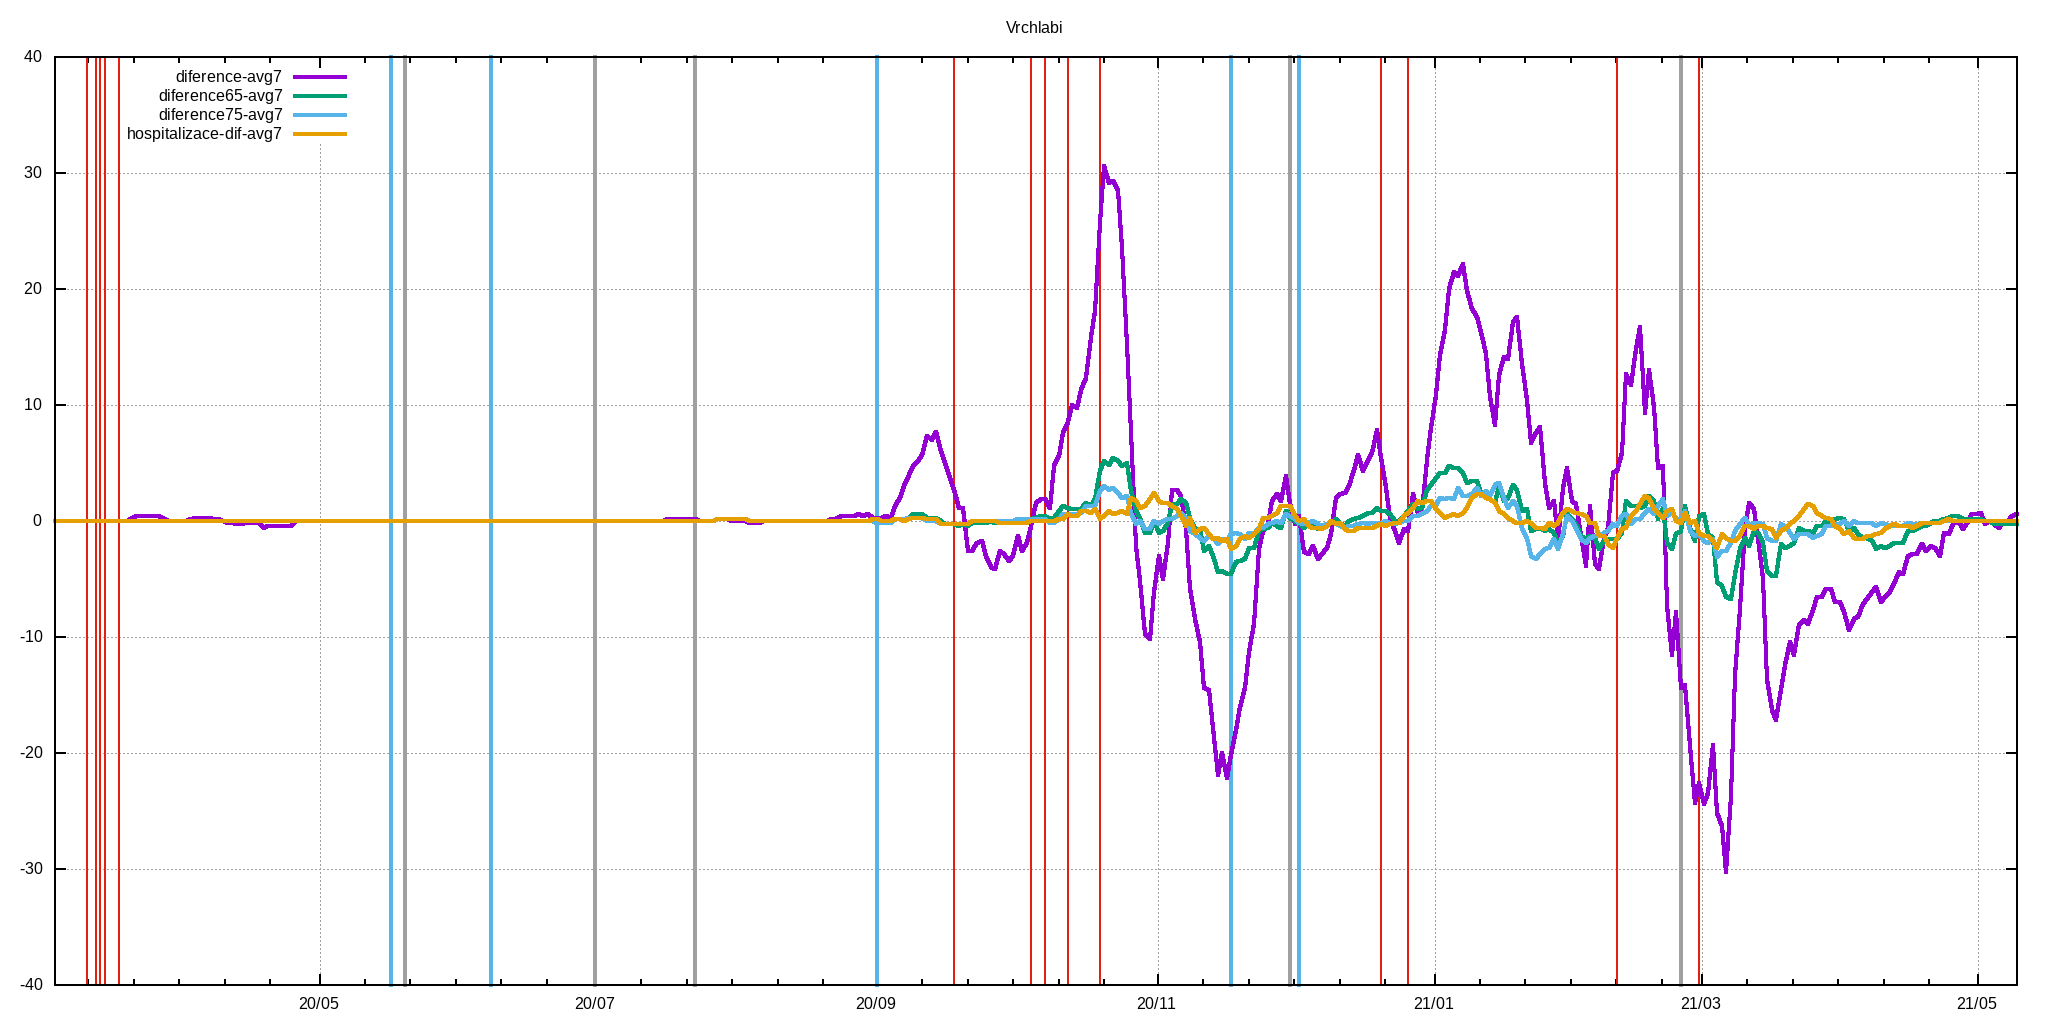 Vrchlabi
diference-avg7
diference65-avg7
diference75-avg7
hospitalizace-dif-avg7
40
30
20
10
0
-10
-20
-30
-40
20/05 20/07 20/09 20/11 21/01 21/03 21/05